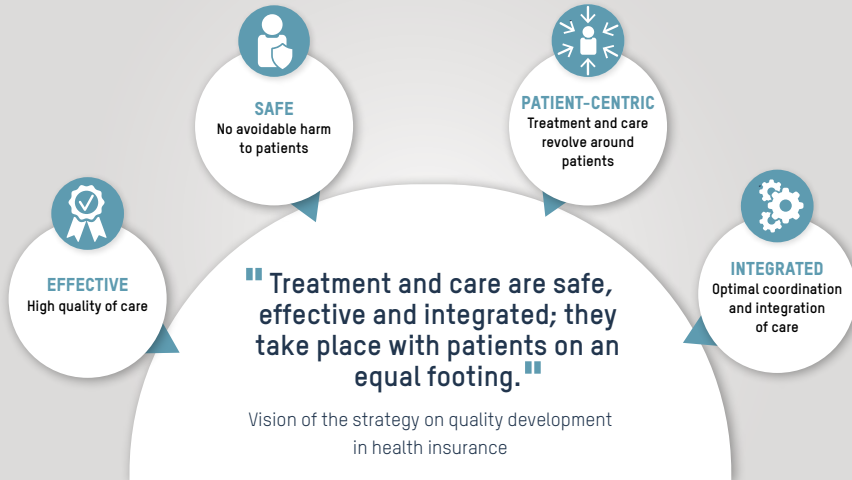 SAFE
No avoidable harm
to patients
PATIENT-CENTRIC
Treatment and care
revolve around
patients
EFFECTIVE
High quality of care
INTEGRATED
Optimal coordination
and integration
of care
" Treatment and care are safe,
effective and integrated; they
take place with patients on an
equal footing. "
Vision of the strategy on quality development
in health insurance